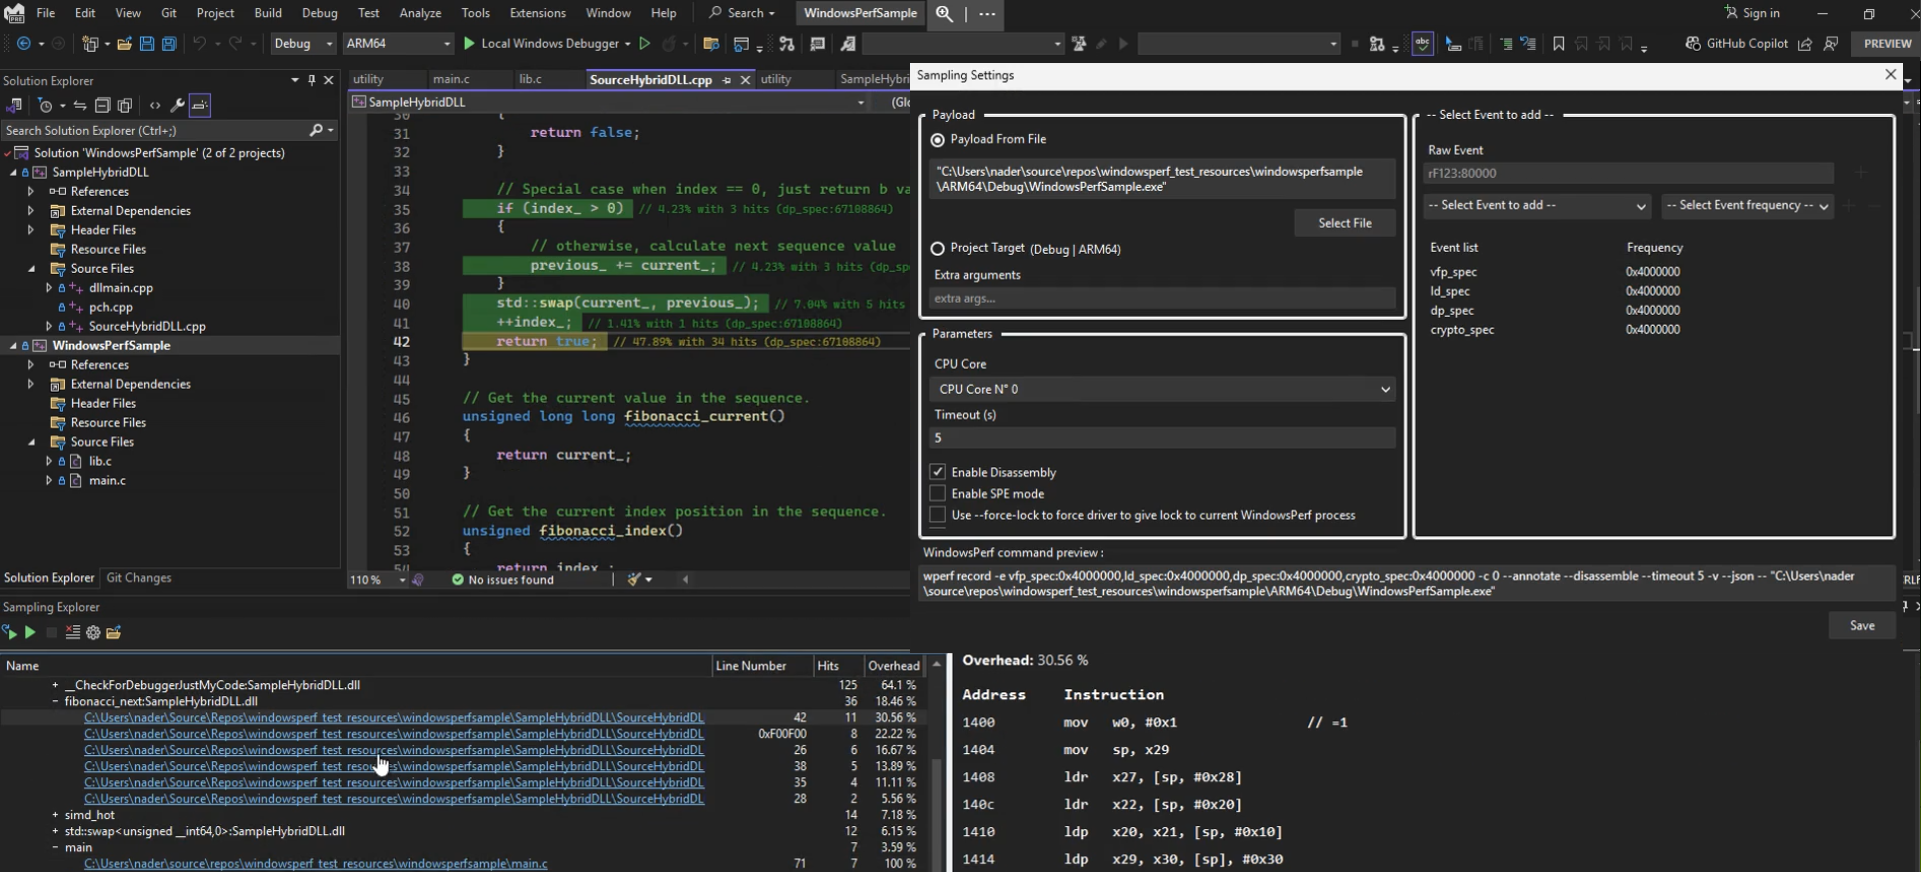 PRE File Edit View Git Project Build Debug Test Analyze Tools Extensions Window Help Search WindowsPerfSample Sign in
Debug ARM64 Local Windows Debugger GitHub Copilot PREVIEW
Solution Explorer
Search Solution Explorer (Ctrl+;)
Solution 'WindowsPerfSample' (2 of 2 projects)
SampleHybridDLL
References
External Dependencies
Header Files
Resource Files
Source Files
dllmain.cpp
pch.cpp
SourceHybridDLL.cpp
WindowsPerfSample
References
External Dependencies
Header Files
Resource Files
Source Files
lib.c
main.c
Solution Explorer Git Changes
utility main.c lib.c SourceHybridDLL.cpp utility SampleHybri
SampleHybridDLL (Glo
30 {
31 return false;
32 }
33
34 // Special case when index == 0, just return b va
35 if (index_ > 0) // 4.23% with 3 hits (dp_spec:67108864)
36 {
37 // otherwise, calculate next sequence value
38 previous_ += current_; // 4.23% with 3 hits (dp_sp
39 }
40 std::swap(current_, previous_); // 7.04% with 5 hits
41 ++index_; // 1.41% with 1 hits (dp_spec:67108864)
42 return true; // 47.89% with 34 hits (dp_spec:67108864)
43 }
44
45 // Get the current value in the sequence.
46 unsigned long long fibonacci_current()
47 {
48 return current_;
49 }
50
51 // Get the current index position in the sequence.
52 unsigned fibonacci_index()
53 {
54 return index_;
110 % No issues found
Sampling Settings
Payload
Payload From File
"C:\Users\nader\source\repos\windowsperf_test_resources\windowsperfsample
\ARM64\Debug\WindowsPerfSample.exe"
Select File
Project Target (Debug | ARM64)
Extra arguments
extra args...
Parameters
CPU Core
CPU Core N° 0
Timeout (s)
5
Enable Disassembly
Enable SPE mode
Use --force-lock to force driver to give lock to current WindowsPerf process
-- Select Event to add --
Raw Event
rF123:80000
-- Select Event to add -- -- Select Event frequency --
Event list Frequency
vfp_spec 0x4000000
ld_spec 0x4000000
dp_spec 0x4000000
crypto_spec 0x4000000
WindowsPerf command preview :
wperf record -e vfp_spec:0x4000000,ld_spec:0x4000000,dp_spec:0x4000000,crypto_spec:0x4000000 -c 0 --annotate --disassemble --timeout 5 -v --json -- "C:\Users\nader
\source\repos\windowsperf_test_resources\windowsperfsample\ARM64\Debug\WindowsPerfSample.exe"
CRLF
Save
Sampling Explorer
Name Line Number Hits Overhead
+ __CheckForDebuggerJustMyCode:SampleHybridDLL.dll 125 64.1 %
- fibonacci_next:SampleHybridDLL.dll 36 18.46 %
C:\Users\nader\Source\Repos\windowsperf_test_resources\windowsperfsample\SampleHybridDLL\SourceHybridDL 42 11 30.56 %
C:\Users\nader\Source\Repos\windowsperf_test_resources\windowsperfsample\SampleHybridDLL\SourceHybridDL 0xF00F00 8 22.22 %
C:\Users\nader\Source\Repos\windowsperf_test_resources\windowsperfsample\SampleHybridDLL\SourceHybridDL 26 6 16.67 %
C:\Users\nader\Source\Repos\windowsperf_test_resources\windowsperfsample\SampleHybridDLL\SourceHybridDL 38 5 13.89 %
C:\Users\nader\Source\Repos\windowsperf_test_resources\windowsperfsample\SampleHybridDLL\SourceHybridDL 35 4 11.11 %
C:\Users\nader\Source\Repos\windowsperf_test_resources\windowsperfsample\SampleHybridDLL\SourceHybridDL 28 2 5.56 %
+ simd_hot 14 7.18 %
+ std::swap<unsigned __int64,0>:SampleHybridDLL.dll 12 6.15 %
- main 7 3.59 %
C:\Users\nader\source\repos\windowsperf_test_resources\windowsperfsample\main.c 71 7 100 %
Overhead: 30.56 %
Address Instruction
1400 mov w0, #0x1 // =1
1404 mov sp, x29
1408 ldr x27, [sp, #0x28]
140c ldr x22, [sp, #0x20]
1410 ldp x20, x21, [sp, #0x10]
1414 ldp x29, x30, [sp], #0x30